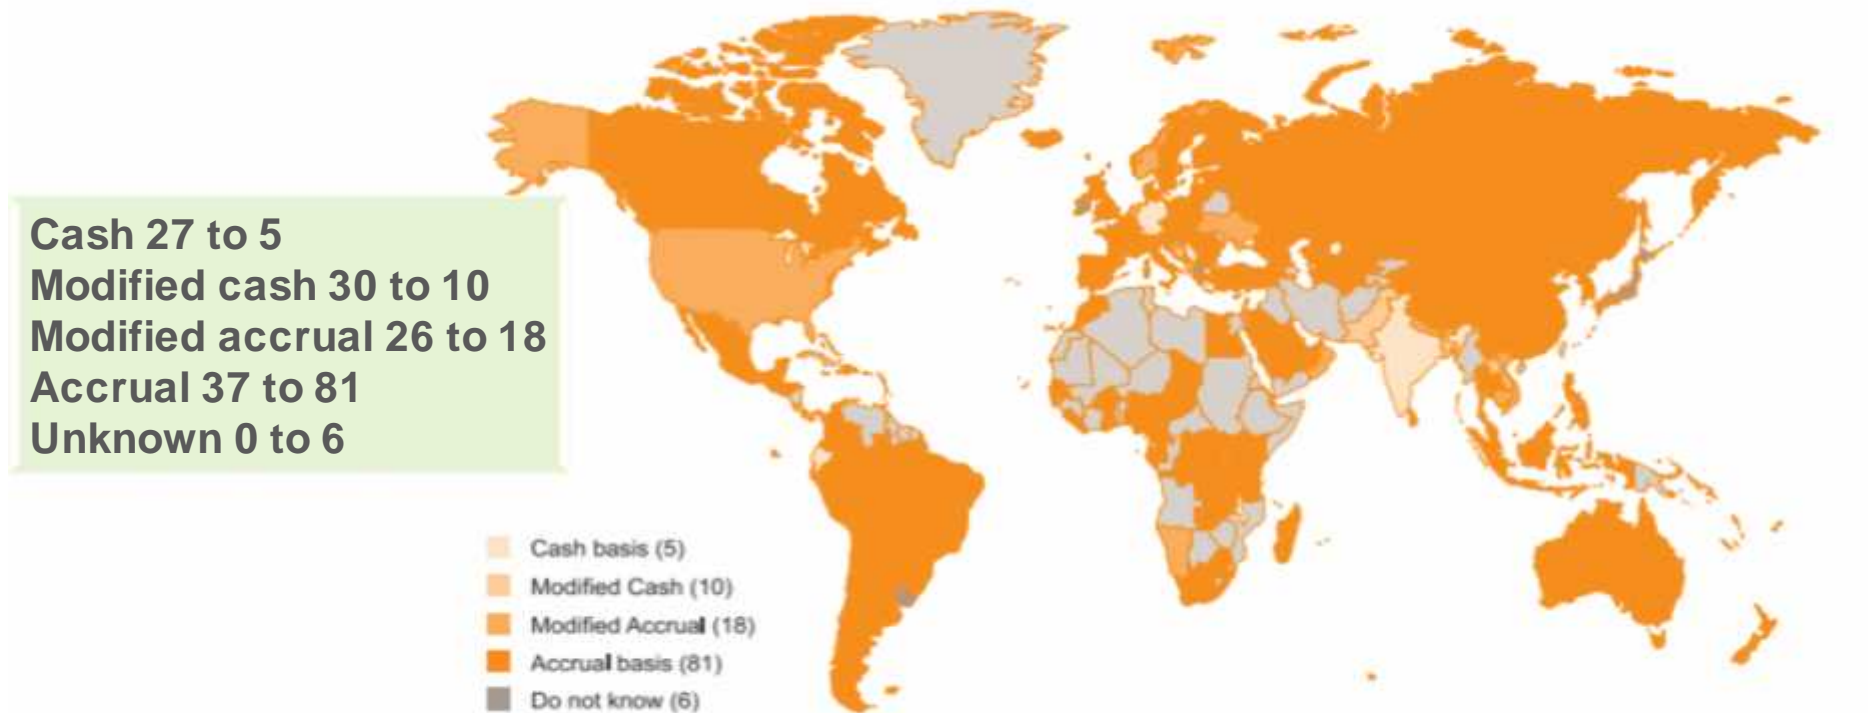 Cash 27 to 5
Modified cash 30 to 10
Modified accrual 26 to 18
Accrual 37 to 81
Unknown 0 to 6
Cash basis (5)
Modified Cash (10)
Modified Accrual (18)
Accrual basis (81)
Do not know (6)